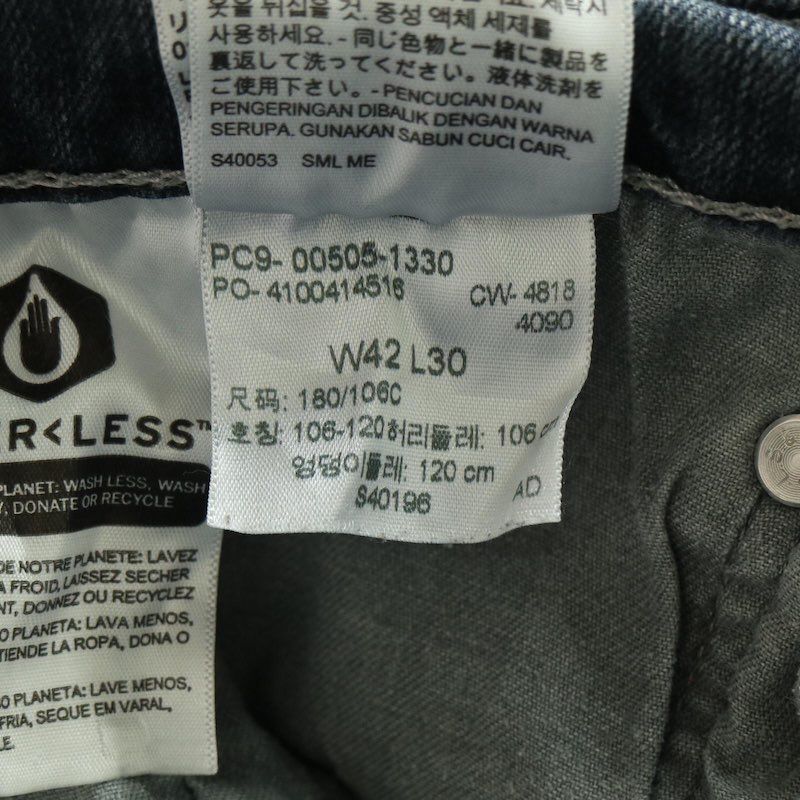 옷을 뒤집을 것. 중성 액체 세제를
사용하세요. - 同じ色物と一緒に製品を
裏返して洗ってください。液体洗剤を
ご使用下さい。- PENCUCIAN DAN
PENGERINGAN DIBALIK DENGAN WARNA
SERUPA. GUNAKAN SABUN CUCI CAIR.
S40053 SML ME
PC9- 00505-1330
PO- 4100414516 CW- 4818
4090
W42 L30
尺码: 180/106C
호칭: 106-120허리둘레: 106 cm
엉덩이둘레: 120 cm
S40196 AD
R<LESS™
PLANET: WASH LESS, WASH
DONATE OR RECYCLE
DE NOTRE PLANETE: LAVEZ
A FROID, LAISSEZ SECHER
NT, DONNEZ OU RECYCLEZ
O PLANETA: LAVA MENOS,
TIENDE LA ROPA, DONA O
SO PLANETA: LAVE MENOS,
FRIA, SEQUE EM VARAL,
LE.